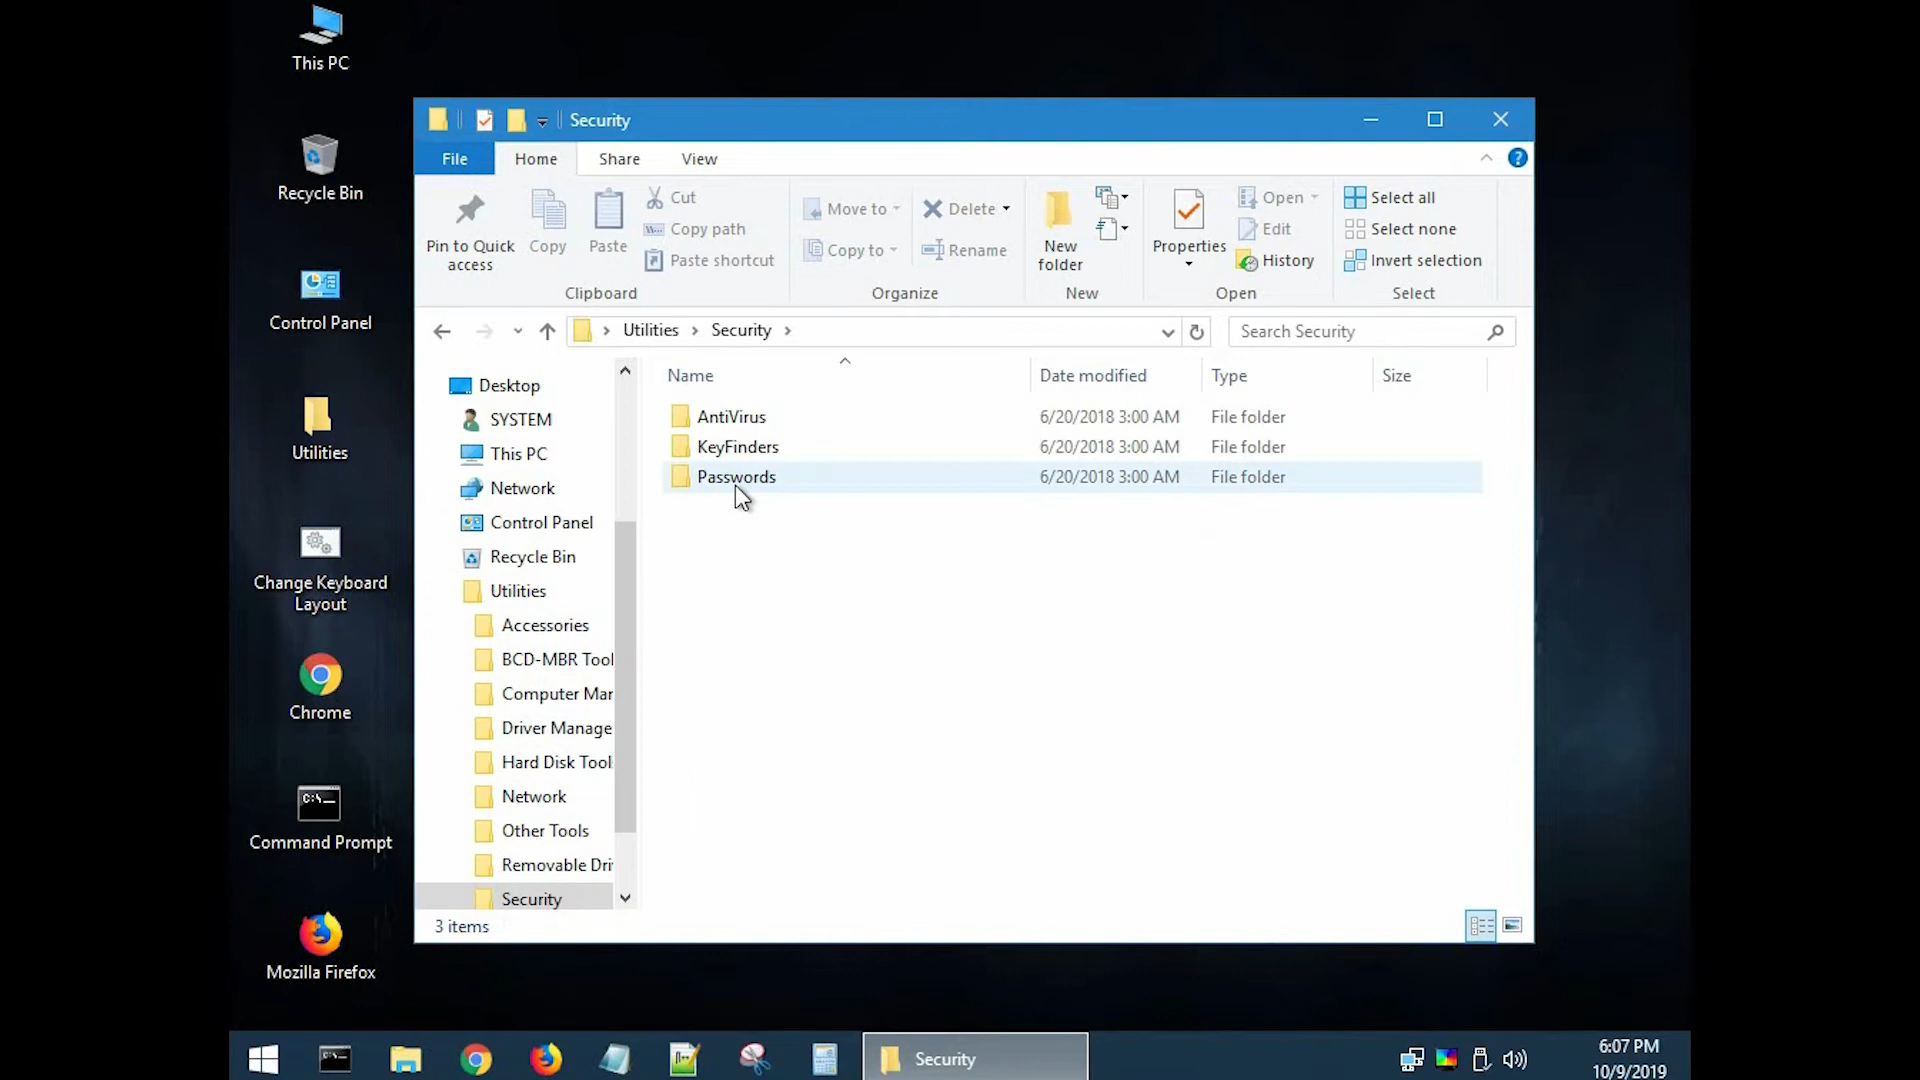 This PC
Recycle Bin
Control Panel
Utilities
Change Keyboard
Layout
Chrome
Command Prompt
Mozilla Firefox
Security
File
Home
Share
View
Pin to Quick
access
Copy
Paste
Cut
Copy path
Paste shortcut
Clipboard
Move to
Copy to
Delete
Rename
Organize
New
folder
New
Properties
Open
Edit
History
Open
Select all
Select none
Invert selection
Select
Utilities
Security
Search Security
Desktop
SYSTEM
This PC
Network
Control Panel
Recycle Bin
Utilities
Accessories
BCD-MBR Tool
Computer Mar
Driver Manage
Hard Disk Tool
Network
Other Tools
Removable Dri
Security
Name Date modified Type Size
AntiVirus 6/20/2018 3:00 AM File folder
KeyFinders 6/20/2018 3:00 AM File folder
Passwords 6/20/2018 3:00 AM File folder
3 items
Security
6:07 PM
10/9/2019